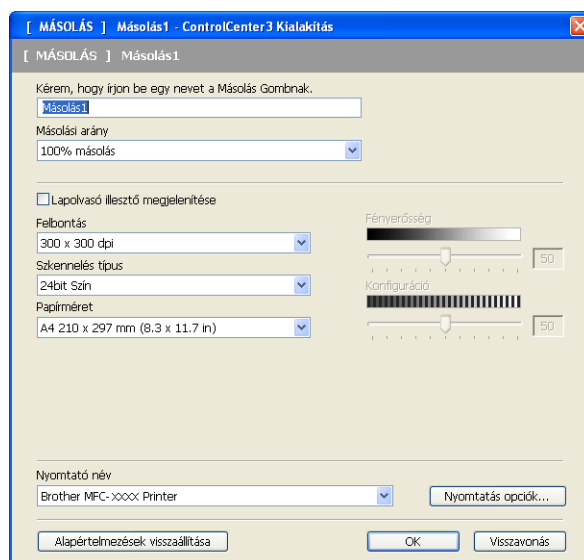 [ MÁSOLÁS ] Másolás1 - ControlCenter3 Kialakítás
[ MÁSOLÁS ] Másolás1
Kérem, hogy írjon be egy nevet a Másolás Gombnak.
Másolás1
Másolási arány
100% másolás
Lapolvasó illesztő megjelenítése
Felbontás
300 x 300 dpi
Szkennelés típus
24bit Szín
Papírméret
A4 210 x 297 mm (8.3 x 11.7 in)
Fényerősség
50
Konfiguráció
50
Nyomtató név
Brother MFC-XXXX Printer
Nyomtatás opciók...
Alapértelmezések visszaállítása
OK
Visszavonás